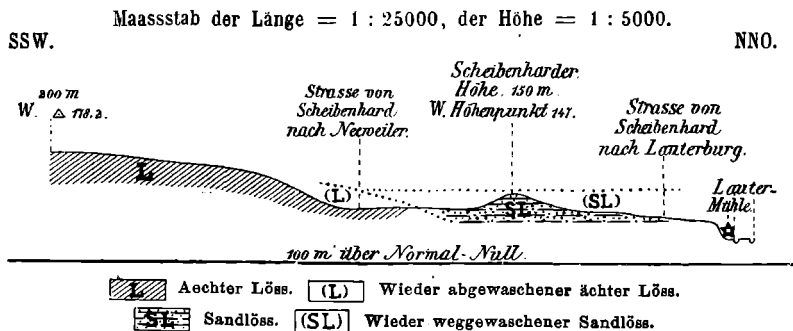 Maassstab der Länge = 1 : 25000, der Höhe = 1 : 5000.
SSW. NNO.
200 m
W. △ 178.2.
Strasse von
Scheibenhard
nach Neeweiler.
Scheibenharder
Höhe. 150 m.
W. Höhenpunkt 147.
Strasse von
Scheibenhard
nach Lauterburg.
Lauter-
Mühle.
L
(L)
SL
(SL)
100 m über Normal-Null.
L Aechter Löss. (L) Wieder abgewaschener ächter Löss.
SL Sandlöss. (SL) Wieder weggewaschener Sandlöss.